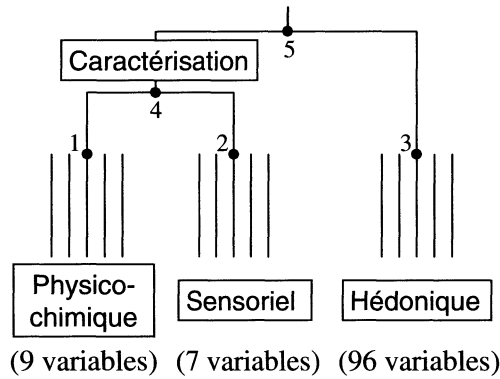 5
Caractérisation
4
1
2
3
Physico-
chimique
Sensoriel
Hédonique
(9 variables)
(7 variables)
(96 variables)